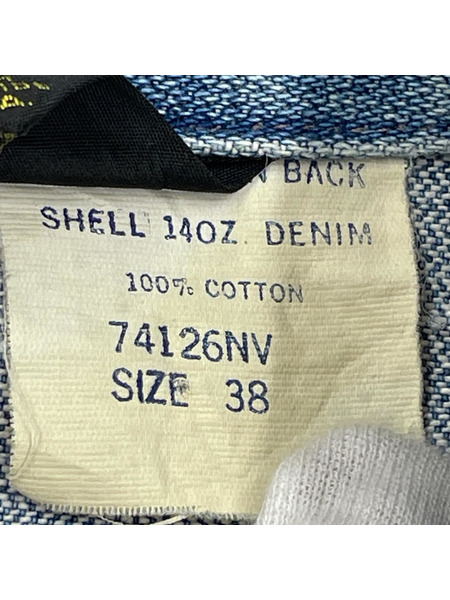 BACK
SHELL 14OZ. DENIM
100% COTTON
74126NV
SIZE 38